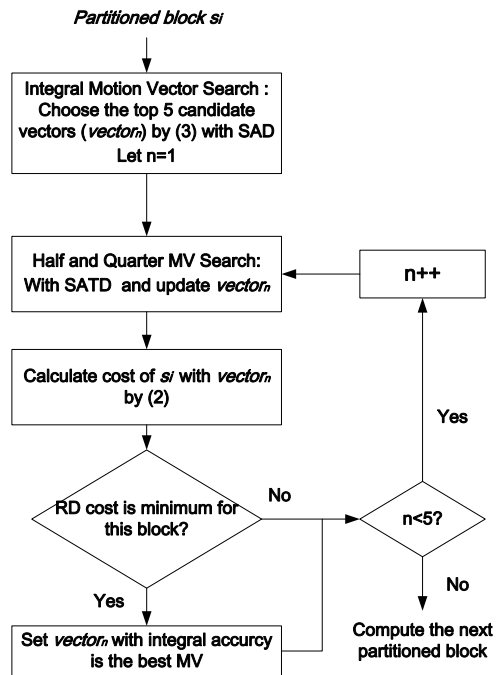 Partitioned block si
Integral Motion Vector Search :
Choose the top 5 candidate
vectors (vectorn) by (3) with SAD
Let n=1
Half and Quarter MV Search:
With SATD and update vectorn
n++
Calculate cost of si with vectorn
by (2)
Yes
RD cost is minimum for
this block?
No
n<5?
Yes
No
Set vectorn with integral accurcy
is the best MV
Compute the next
partitioned block